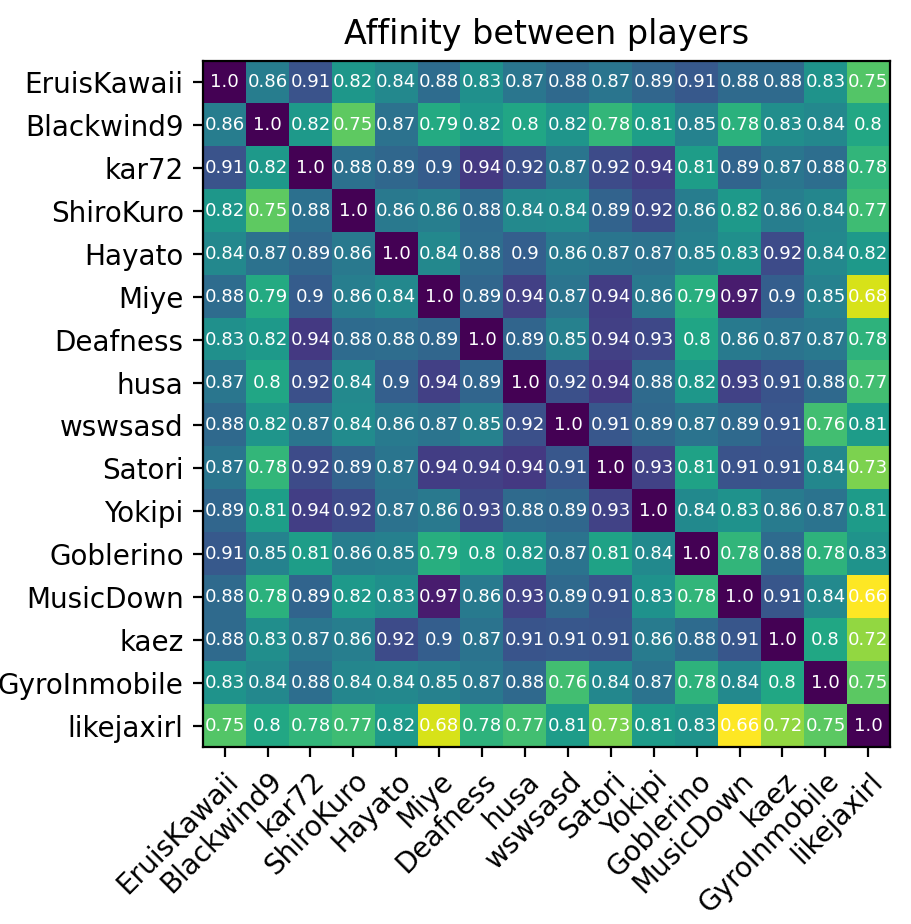 Affinity between players
EruisKawaii 1.0 0.86 0.91 0.82 0.84 0.88 0.83 0.87 0.88 0.87 0.89 0.91 0.88 0.88 0.83 0.75
Blackwind9 0.86 1.0 0.82 0.75 0.87 0.79 0.82 0.8 0.82 0.78 0.81 0.85 0.78 0.83 0.84 0.8
kar72 0.91 0.82 1.0 0.88 0.89 0.9 0.94 0.92 0.87 0.92 0.94 0.81 0.89 0.87 0.88 0.78
ShiroKuro 0.82 0.75 0.88 1.0 0.86 0.86 0.88 0.84 0.84 0.89 0.92 0.86 0.82 0.86 0.84 0.77
Hayato 0.84 0.87 0.89 0.86 1.0 0.84 0.88 0.9 0.86 0.87 0.87 0.85 0.83 0.92 0.84 0.82
Miye 0.88 0.79 0.9 0.86 0.84 1.0 0.89 0.94 0.87 0.94 0.86 0.79 0.97 0.9 0.85 0.68
Deafness 0.83 0.82 0.94 0.88 0.88 0.89 1.0 0.89 0.85 0.94 0.93 0.8 0.86 0.87 0.87 0.78
husa 0.87 0.8 0.92 0.84 0.9 0.94 0.89 1.0 0.92 0.94 0.88 0.82 0.93 0.91 0.88 0.77
wswsasd 0.88 0.82 0.87 0.84 0.86 0.87 0.85 0.92 1.0 0.91 0.89 0.87 0.89 0.91 0.76 0.81
Satori 0.87 0.78 0.92 0.89 0.87 0.94 0.94 0.94 0.91 1.0 0.93 0.81 0.91 0.91 0.84 0.73
Yokipi 0.89 0.81 0.94 0.92 0.87 0.86 0.93 0.88 0.89 0.93 1.0 0.84 0.83 0.86 0.87 0.81
Goblerino 0.91 0.85 0.81 0.86 0.85 0.79 0.8 0.82 0.87 0.81 0.84 1.0 0.78 0.88 0.78 0.83
MusicDown 0.88 0.78 0.89 0.82 0.83 0.97 0.86 0.93 0.89 0.91 0.83 0.78 1.0 0.91 0.84 0.66
kaez 0.88 0.83 0.87 0.86 0.92 0.9 0.87 0.91 0.91 0.91 0.86 0.88 0.91 1.0 0.8 0.72
GyroInmobile 0.83 0.84 0.88 0.84 0.84 0.85 0.87 0.88 0.76 0.84 0.87 0.78 0.84 0.8 1.0 0.75
likejaxirl 0.75 0.8 0.78 0.77 0.82 0.68 0.78 0.77 0.81 0.73 0.81 0.83 0.66 0.72 0.75 1.0
EruisKawaii Blackwind9 kar72 ShiroKuro Hayato Miye Deafness husa wswsasd Satori Yokipi Goblerino MusicDown kaez GyroInmobile likejaxirl